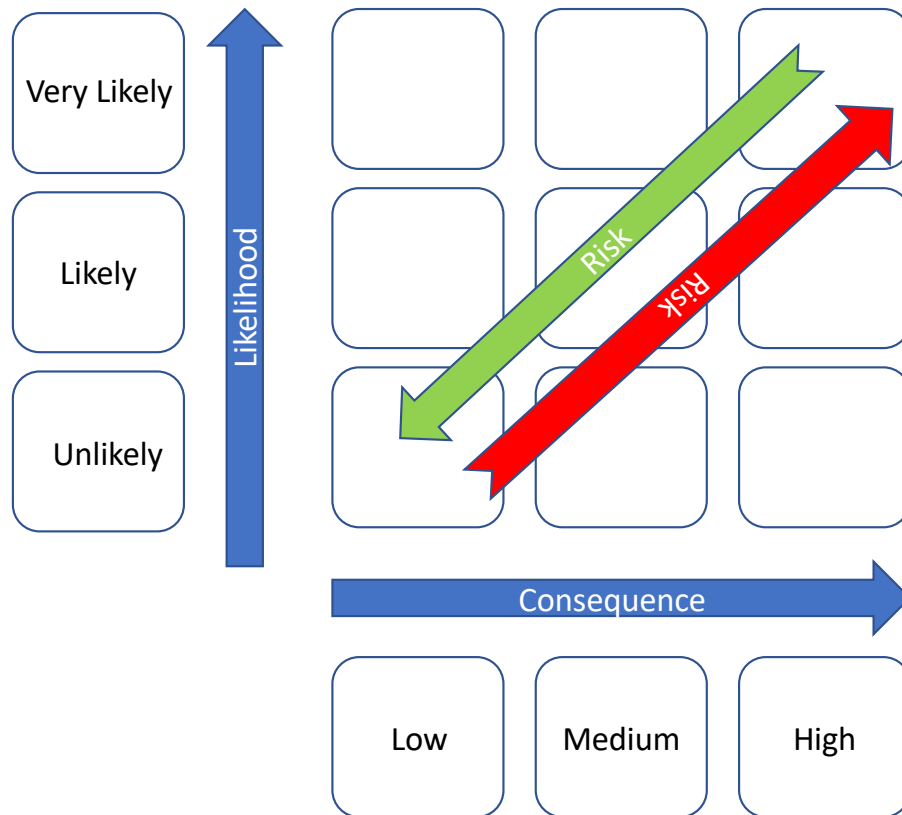 Very Likely
Likely
Unlikely
Likelihood
Risk
Risk
Consequence
Low
Medium
High